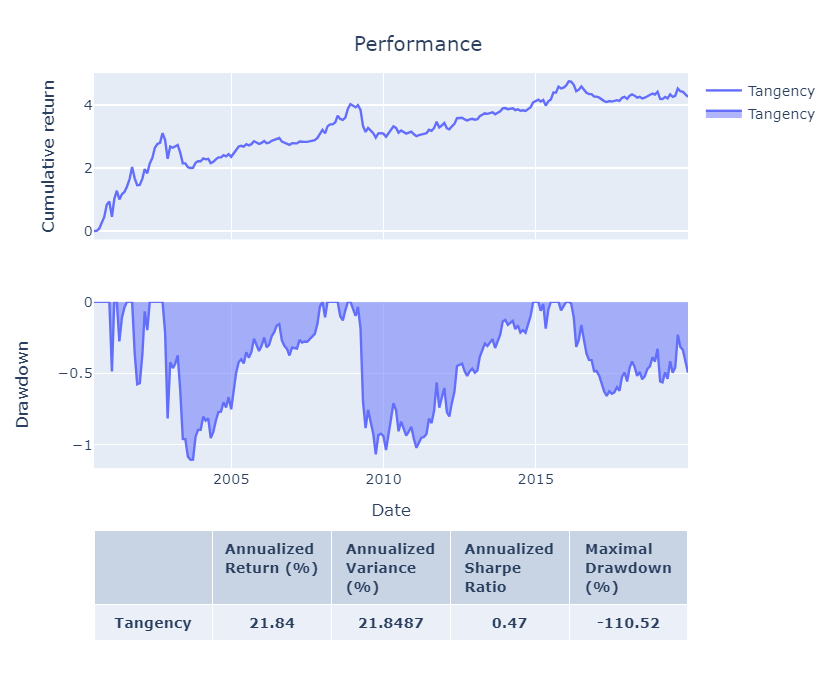 Performance
Cumulative return
4
2
0
Tangency
Tangency
Drawdown
0
−0.5
−1
2005
2010
2015
Date
Annualized Return (%)
Annualized Variance (%)
Annualized Sharpe Ratio
Maximal Drawdown (%)
Tangency
21.84
21.8487
0.47
-110.52